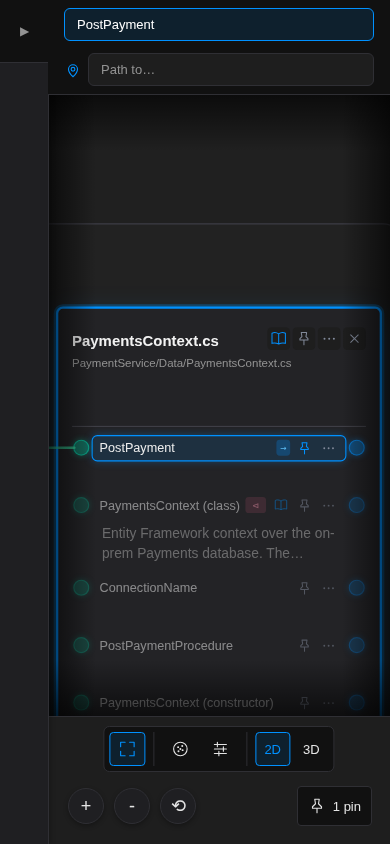 PostPayment
Path to…
PaymentsContext.cs
PaymentService/Data/PaymentsContext.cs
PostPayment
PaymentsContext (class)
Entity Framework context over the on-
prem Payments database. The…
ConnectionName
PostPaymentProcedure
PaymentsContext (constructor)
2D 3D
+ - 1 pin